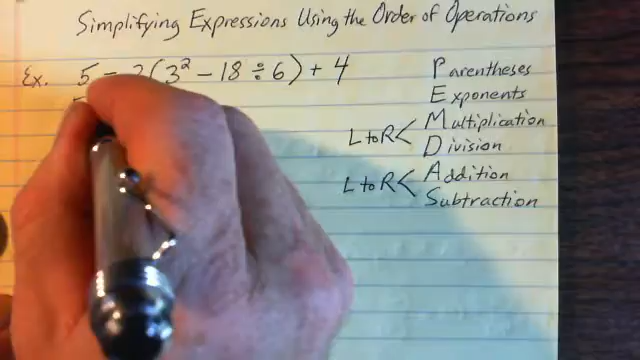 Simplifying Expressions Using the Order of Operations
Ex. 5 - 2(3² - 18 ÷ 6) + 4
Parentheses
Exponents
L to R < Multiplication
Division
L to R < Addition
Subtraction